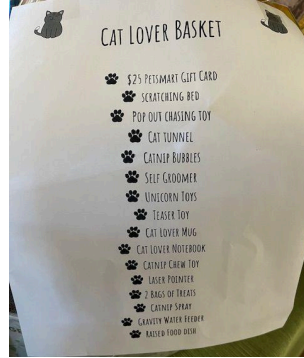 CAT LOVER BASKET
$25 PETSMART GIFT CARD
SCRATCHING BED
POP OUT CHASING TOY
CAT TUNNEL
CATNIP BUBBLES
SELF GROOMER
UNICORN TOYS
TEASER TOY
CAT LOVER MUG
CAT LOVER NOTEBOOK
CATNIP CHEW TOY
LASER POINTER
2 BAGS OF TREATS
CATNIP SPRAY
GRAVITY WATER FEEDER
RAISED FOOD DISH